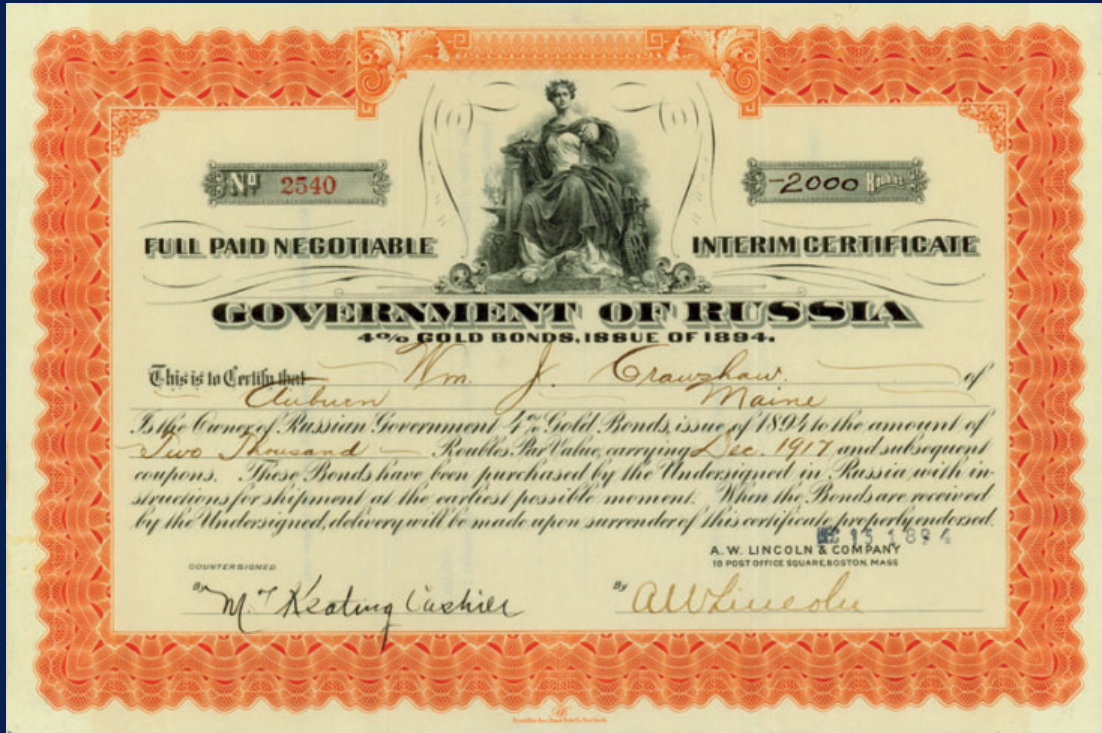 Nº 2540
-2000 Roubles
FULL PAID NEGOTIABLE INTERIM CERTIFICATE
GOVERNMENT OF RUSSIA
4% GOLD BONDS, ISSUE OF 1894.
This is to Certify that Wm. J. Crawshaw. of
Auburn Maine
Is the Owner of Russian Government 4% Gold Bonds, issue of 1894 to the amount of
Two Thousand Roubles Par Value, carrying Dec. 1917 and subsequent
coupons. These Bonds have been purchased by the Undersigned in Russia with in-
structions for shipment at the earliest possible moment. When the Bonds are received
by the Undersigned, delivery will be made upon surrender of this certificate properly endorsed.
DEC 15 1894
A. W. LINCOLN & COMPANY
10 POST OFFICE SQUARE, BOSTON, MASS
COUNTERSIGNED
By M. T Keating Cashier
By A W Lincoln